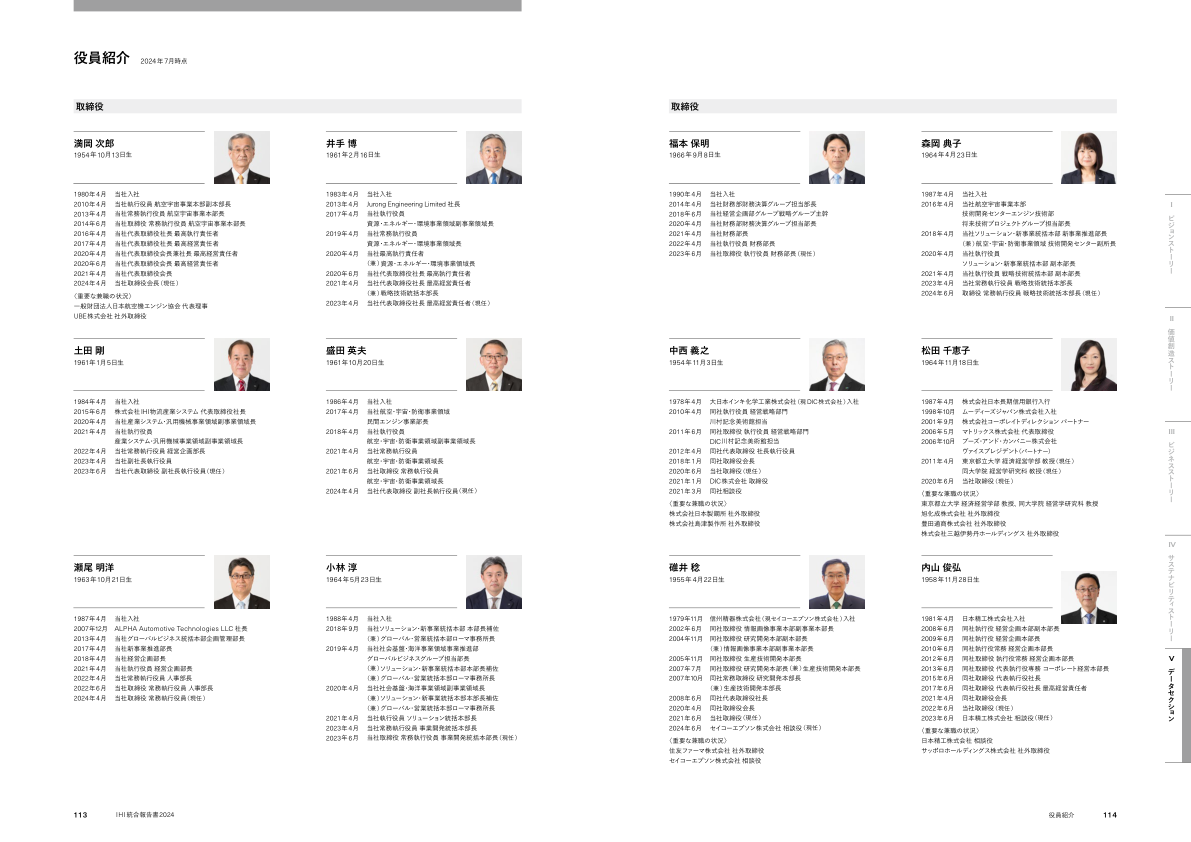 役員紹介 2024年7月時点
取締役
満岡 次郎
1954年10月13日生
1980年4月 当社入社
2010年4月 当社執行役員 航空宇宙事業本部副本部長
2013年4月 当社常務執行役員 航空宇宙事業本部長
2014年6月 当社取締役 常務執行役員 航空宇宙事業本部長
2016年4月 当社代表取締役社長 最高執行責任者
2017年4月 当社代表取締役社長 最高経営責任者
2020年4月 当社代表取締役会長兼社長 最高経営責任者
2020年6月 当社代表取締役会長 最高経営責任者
2021年4月 当社代表取締役会長
2024年4月 当社取締役会長（現任）
〈重要な兼職の状況〉
一般財団法人日本航空機エンジン協会 代表理事
UBE株式会社 社外取締役
井手 博
1961年2月16日生
1983年4月 当社入社
2013年4月 Jurong Engineering Limited 社長
2017年4月 当社執行役員
資源・エネルギー・環境事業領域副事業領域長
2019年4月 当社常務執行役員
資源・エネルギー・環境事業領域長
2020年4月 当社最高執行責任者
（兼）資源・エネルギー・環境事業領域長
2020年6月 当社代表取締役社長 最高執行責任者
2021年4月 当社代表取締役社長 最高経営責任者
（兼）戦略技術統括本部長
2023年4月 当社代表取締役社長 最高経営責任者（現任）
土田 剛
1961年1月5日生
1984年4月 当社入社
2015年6月 株式会社IHI物流産業システム 代表取締役社長
2020年4月 当社産業システム・汎用機械事業領域副事業領域長
2021年4月 当社執行役員
産業システム・汎用機械事業領域副事業領域長
2022年4月 当社常務執行役員 経営企画部長
2023年4月 当社副社長執行役員
2023年6月 当社代表取締役 副社長執行役員（現任）
盛田 英夫
1961年10月20日生
1986年4月 当社入社
2017年4月 当社航空・宇宙・防衛事業領域
民間エンジン事業部長
2018年4月 当社執行役員
航空・宇宙・防衛事業領域副事業領域長
2021年4月 当社常務執行役員
航空・宇宙・防衛事業領域長
2021年6月 当社取締役 常務執行役員
航空・宇宙・防衛事業領域長
2024年4月 当社代表取締役 副社長執行役員（現任）
瀬尾 明洋
1963年10月21日生
1987年4月 当社入社
2007年12月 ALPHA Automotive Technologies LLC 社長
2013年4月 当社グローバルビジネス統括本部企画管理部長
2017年4月 当社新事業推進部長
2018年4月 当社経営企画部長
2021年4月 当社執行役員 経営企画部長
2022年4月 当社常務執行役員 人事部長
2022年6月 当社取締役 常務執行役員 人事部長
2024年4月 当社取締役 常務執行役員（現任）
小林 淳
1964年5月23日生
1988年4月 当社入社
2018年9月 当社ソリューション・新事業統括本部 本部長補佐
（兼）グローバル・営業統括本部ローマ事務所長
2019年4月 当社社会基盤・海洋事業領域事業推進部
グローバルビジネスグループ担当部長
（兼）ソリューション・新事業統括本部本部長補佐
（兼）グローバル・営業統括本部ローマ事務所長
2020年4月 当社社会基盤・海洋事業領域副事業領域長
（兼）ソリューション・新事業統括本部本部長補佐
（兼）グローバル・営業統括本部ローマ事務所長
2021年4月 当社執行役員 ソリューション統括本部長
2023年4月 当社常務執行役員 事業開発統括本部長
2023年6月 当社取締役 常務執行役員 事業開発統括本部長（現任）
113 IHI統合報告書2024
取締役
福本 保明
1966年9月8日生
1990年4月 当社入社
2014年4月 当社財務部財務決算グループ担当部長
2018年6月 当社経営企画部グループ戦略グループ主幹
2020年4月 当社財務部財務決算グループ担当部長
2021年4月 当社財務部長
2022年4月 当社執行役員 財務部長
2023年6月 当社取締役 執行役員 財務部長（現任）
森岡 典子
1964年4月23日生
1987年4月 当社入社
2016年4月 当社航空宇宙事業本部
技術開発センターエンジン技術部
将来技術プロジェクトグループ担当部長
2018年4月 当社ソリューション・新事業統括本部 新事業推進部長
（兼）航空・宇宙・防衛事業領域 技術開発センター副所長
2020年4月 当社執行役員
ソリューション・新事業統括本部 副本部長
2021年4月 当社執行役員 戦略技術統括本部 副本部長
2023年4月 当社常務執行役員 戦略技術統括本部長
2024年6月 取締役 常務執行役員 戦略技術統括本部長（現任）
中西 義之
1954年11月3日生
1978年4月 大日本インキ化学工業株式会社（現DIC株式会社）入社
2010年4月 同社執行役員 経営戦略部門
川村記念美術館担当
2011年6月 同社取締役 執行役員 経営戦略部門
DIC川村記念美術館担当
2012年4月 同社代表取締役 社長執行役員
2018年1月 同社取締役会長
2020年6月 当社取締役（現任）
2021年1月 DIC株式会社 取締役
2021年3月 同社相談役
〈重要な兼職の状況〉
株式会社日本製鋼所 社外取締役
株式会社島津製作所 社外取締役
松田 千恵子
1964年11月18日生
1987年4月 株式会社日本長期信用銀行入行
1998年10月 ムーディーズジャパン株式会社入社
2001年9月 株式会社コーポレイトディレクション パートナー
2006年5月 マトリックス株式会社 代表取締役
2006年10月 ブーズ・アンド・カンパニー株式会社
ヴァイスプレジデント（パートナー）
2011年4月 東京都立大学 経済経営学部 教授（現任）
同大学院 経営学研究科 教授（現任）
2020年6月 当社取締役（現任）
〈重要な兼職の状況〉
東京都立大学 経済経営学部 教授、同大学院 経営学研究科 教授
旭化成株式会社 社外取締役
豊田通商株式会社 社外取締役
株式会社三越伊勢丹ホールディングス 社外取締役
碓井 稔
1955年4月22日生
1979年11月 信州精器株式会社（現セイコーエプソン株式会社）入社
2002年6月 同社取締役 情報画像事業本部副事業本部長
2004年11月 同社取締役 研究開発本部副本部長
（兼）情報画像事業本部副事業本部長
2005年11月 同社取締役 生産技術開発本部長
2007年7月 同社取締役 研究開発本部長（兼）生産技術開発本部長
2007年10月 同社常務取締役 研究開発本部長
（兼）生産技術開発本部長
2008年6月 同社代表取締役社長
2020年4月 同社取締役会長
2021年6月 当社取締役（現任）
2024年6月 セイコーエプソン株式会社 相談役（現任）
〈重要な兼職の状況〉
住友ファーマ株式会社 社外取締役
セイコーエプソン株式会社 相談役
内山 俊弘
1958年11月28日生
1981年4月 日本精工株式会社入社
2008年6月 同社執行役 経営企画本部副本部長
2009年6月 同社執行役 経営企画本部長
2010年6月 同社執行役常務 経営企画本部長
2012年6月 同社取締役 執行役常務 経営企画本部長
2013年6月 同社取締役 代表執行役専務 コーポレート経営本部長
2015年6月 同社取締役 代表執行役社長
2017年6月 同社取締役 代表執行役社長 最高経営責任者
2021年4月 同社取締役会長
2022年6月 当社取締役（現任）
2023年6月 日本精工株式会社 相談役（現任）
〈重要な兼職の状況〉
日本精工株式会社 相談役
サッポロホールディングス株式会社 社外取締役
Ⅰ ビジョンストーリー
Ⅱ 価値創造ストーリー
Ⅲ ビジネスストーリー
Ⅳ サステナビリティストーリー
Ⅴ データセクション
役員紹介 114